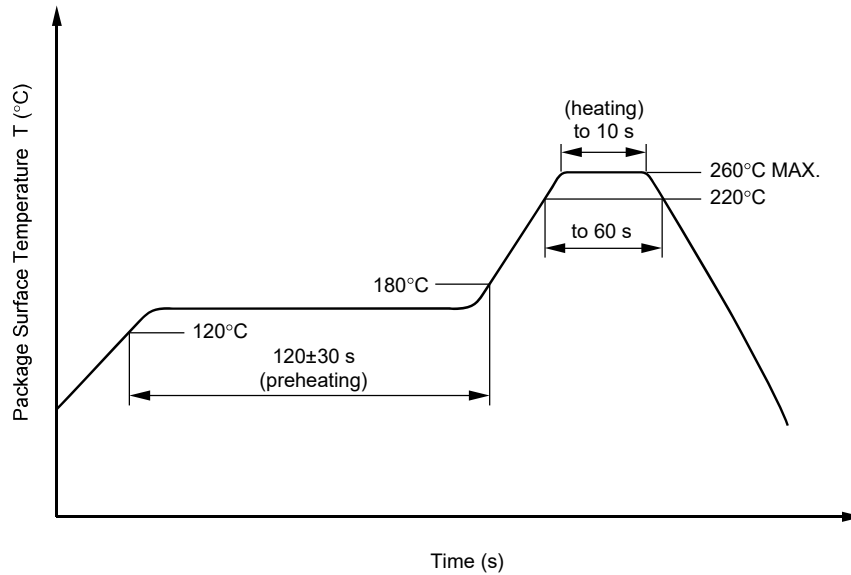 Package Surface Temperature T (°C)
(heating)
to 10 s
260°C MAX.
220°C
to 60 s
180°C
120°C
120±30 s
(preheating)
Time (s)